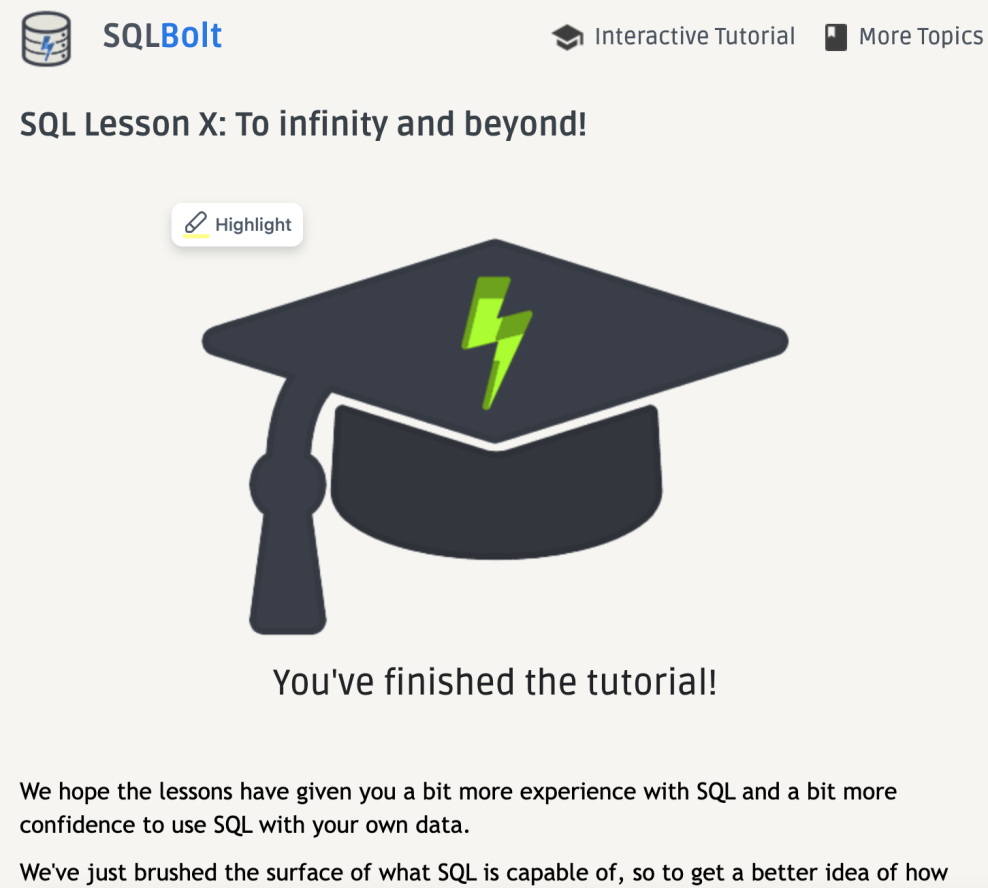 SQLBolt
Interactive Tutorial
More Topics
SQL Lesson X: To infinity and beyond!
Highlight
You've finished the tutorial!
We hope the lessons have given you a bit more experience with SQL and a bit more
confidence to use SQL with your own data.
We've just brushed the surface of what SQL is capable of, so to get a better idea of how